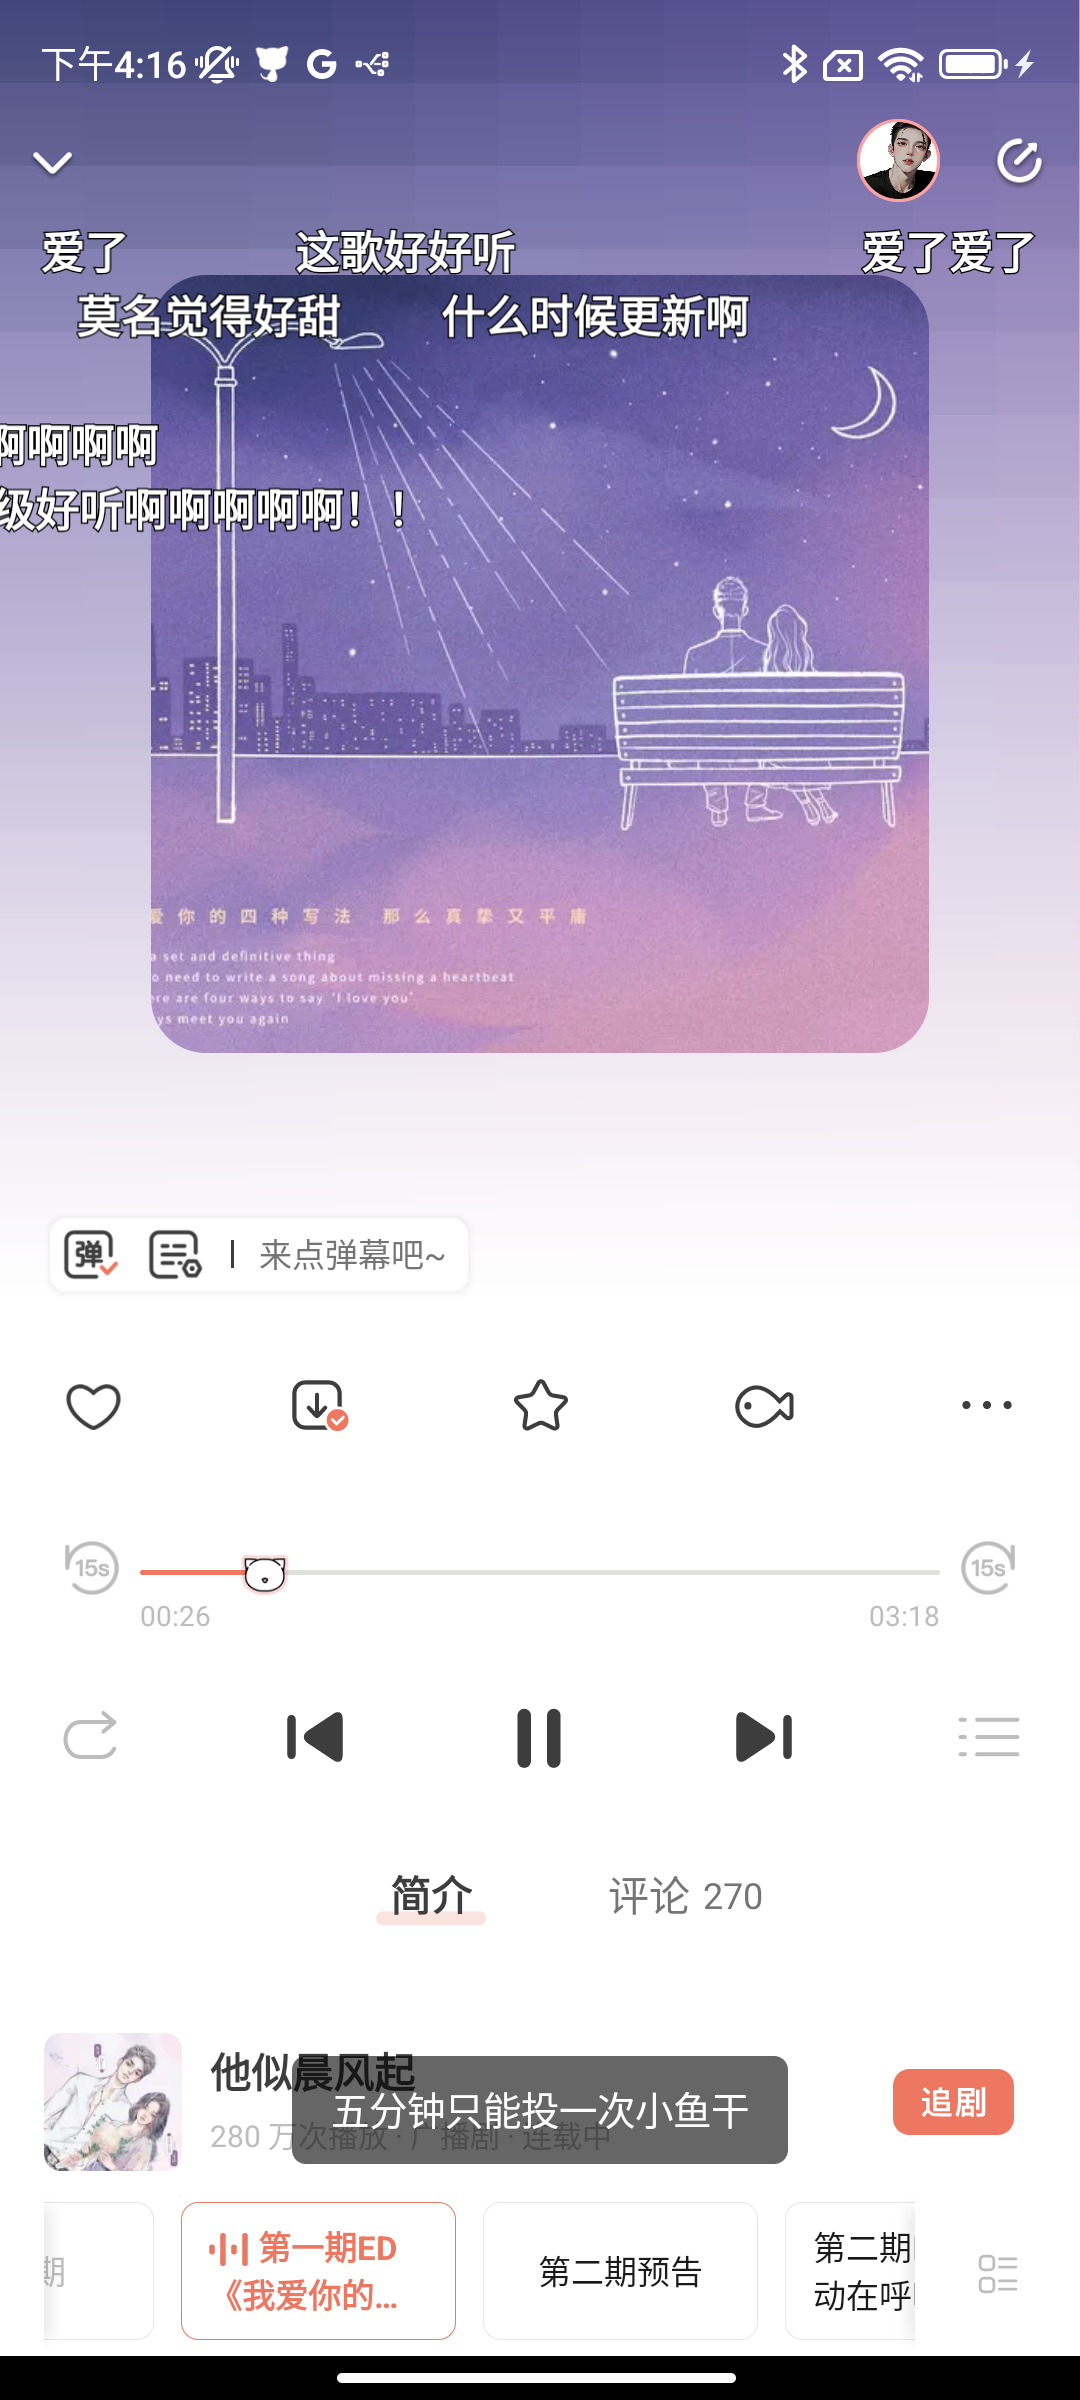 下午4:16
爱了 这歌好好听 爱了爱了
莫名觉得好甜 什么时候更新啊
啊啊啊啊
级好听啊啊啊啊啊！！
爱你的四种写法 那么真挚又平庸
a set and definitive thing
o need to write a song about missing a heartbeat
ere are four ways to say 'I love you'
ys meet you again
弹 来点弹幕吧~
15s 15s
00:26 03:18
简介 评论 270
他似晨风起
追剧
五分钟只能投一次小鱼干
280 万次播放 · 广播剧 · 连载中
期
第一期ED
《我爱你的...
第二期预告
第二期
动在呼